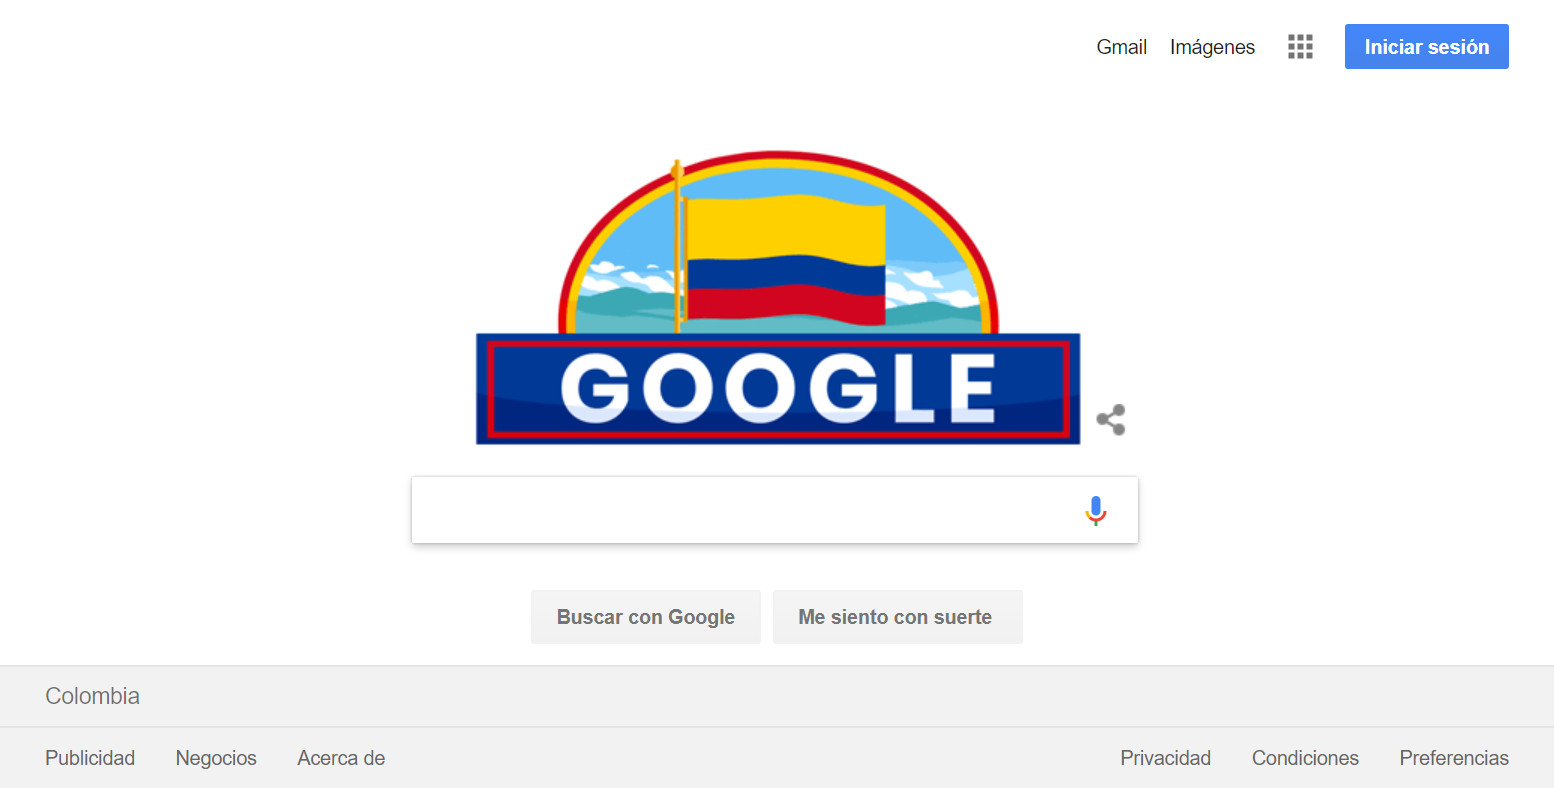 Gmail Imágenes Iniciar sesión
GOOGLE
Buscar con Google Me siento con suerte
Colombia
Publicidad Negocios Acerca de Privacidad Condiciones Preferencias